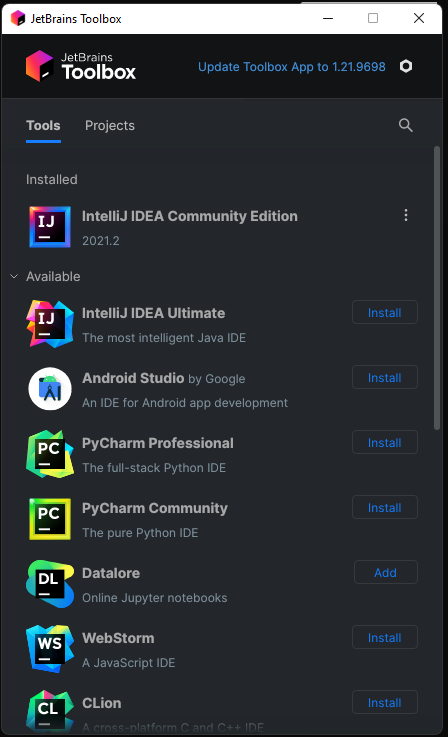 JetBrains Toolbox
JetBrains
Toolbox
Update Toolbox App to 1.21.9698
Tools Projects
Installed
IJ
IntelliJ IDEA Community Edition
2021.2
Available
IJ
IntelliJ IDEA Ultimate
Install
The most intelligent Java IDE
Android Studio by Google
Install
An IDE for Android app development
PC
PyCharm Professional
Install
The full-stack Python IDE
PC
PyCharm Community
Install
The pure Python IDE
DL
Datalore
Add
Online Jupyter notebooks
WS
WebStorm
Install
A JavaScript IDE
CL
CLion
Install
A cross-platform C and C++ IDE